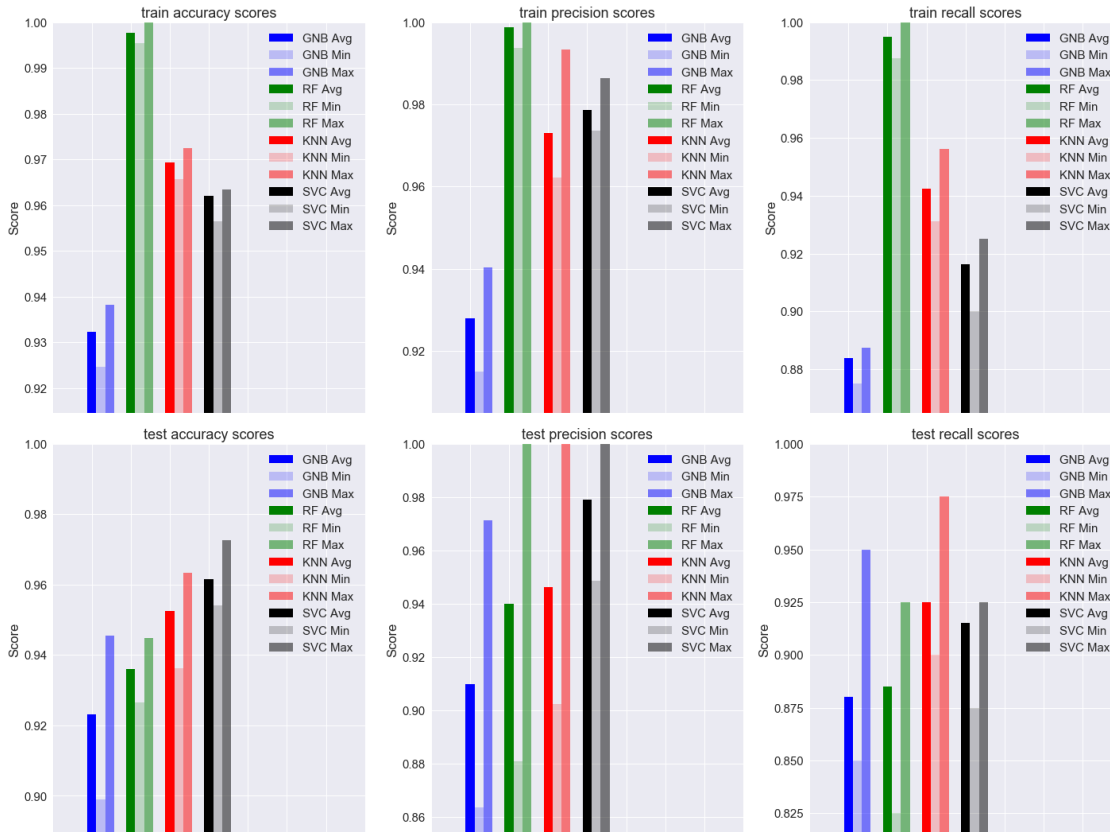 train accuracy scores
1.00
0.99
0.98
0.97
0.96
0.95
0.94
0.93
0.92
Score
GNB Avg
GNB Min
GNB Max
RF Avg
RF Min
RF Max
KNN Avg
KNN Min
KNN Max
SVC Avg
SVC Min
SVC Max
train precision scores
1.00
0.98
0.96
0.94
0.92
GNB Avg
GNB Min
GNB Max
RF Avg
RF Min
RF Max
KNN Avg
KNN Min
KNN Max
SVC Avg
SVC Min
SVC Max
train recall scores
1.00
0.98
0.96
0.94
0.92
0.90
0.88
Score
GNB Avg
GNB Min
GNB Max
RF Avg
RF Min
RF Max
KNN Avg
KNN Min
KNN Max
SVC Avg
SVC Min
SVC Max
test accuracy scores
1.00
0.98
0.96
0.94
0.92
0.90
Score
GNB Avg
GNB Min
GNB Max
RF Avg
RF Min
RF Max
KNN Avg
KNN Min
KNN Max
SVC Avg
SVC Min
SVC Max
test precision scores
1.00
0.98
0.96
0.94
0.92
0.90
0.88
0.86
GNB Avg
GNB Min
GNB Max
RF Avg
RF Min
RF Max
KNN Avg
KNN Min
KNN Max
SVC Avg
SVC Min
SVC Max
test recall scores
1.000
0.975
0.950
0.925
0.900
0.875
0.850
0.825
Score
GNB Avg
GNB Min
GNB Max
RF Avg
RF Min
RF Max
KNN Avg
KNN Min
KNN Max
SVC Avg
SVC Min
SVC Max